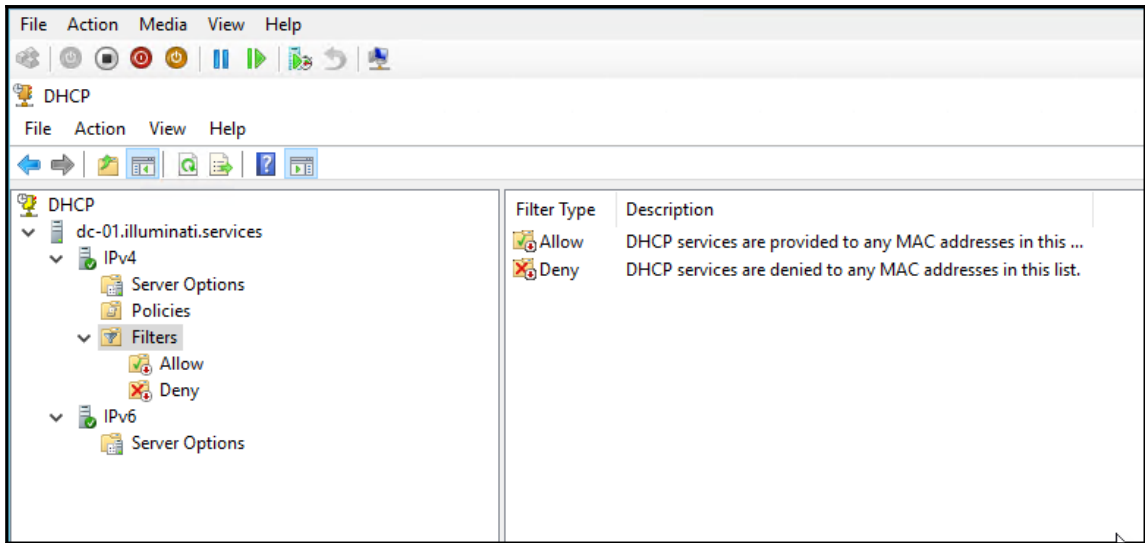 File Action Media View Help
DHCP
File Action View Help
DHCP
dc-01.illuminati.services
IPv4
Server Options
Policies
Filters
Allow
Deny
IPv6
Server Options
Filter Type Description
Allow DHCP services are provided to any MAC addresses in this ...
Deny DHCP services are denied to any MAC addresses in this list.